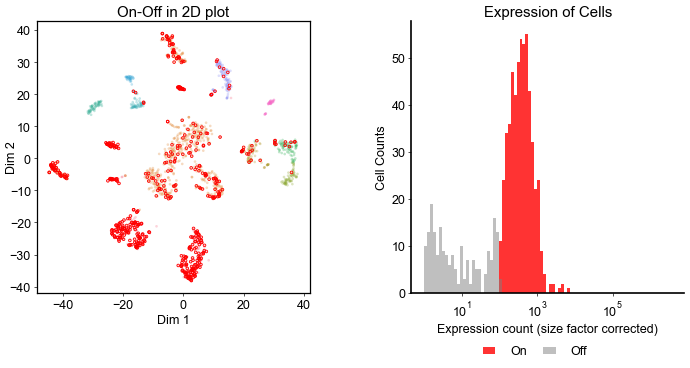 On-Off in 2D plot
40
30
20
10
0
−10
−20
−30
−40
Dim 2
−40
−20
0
20
40
Dim 1
Expression of Cells
50
40
30
20
10
0
Cell Counts
10^1
10^3
10^5
Expression count (size factor corrected)
On
Off